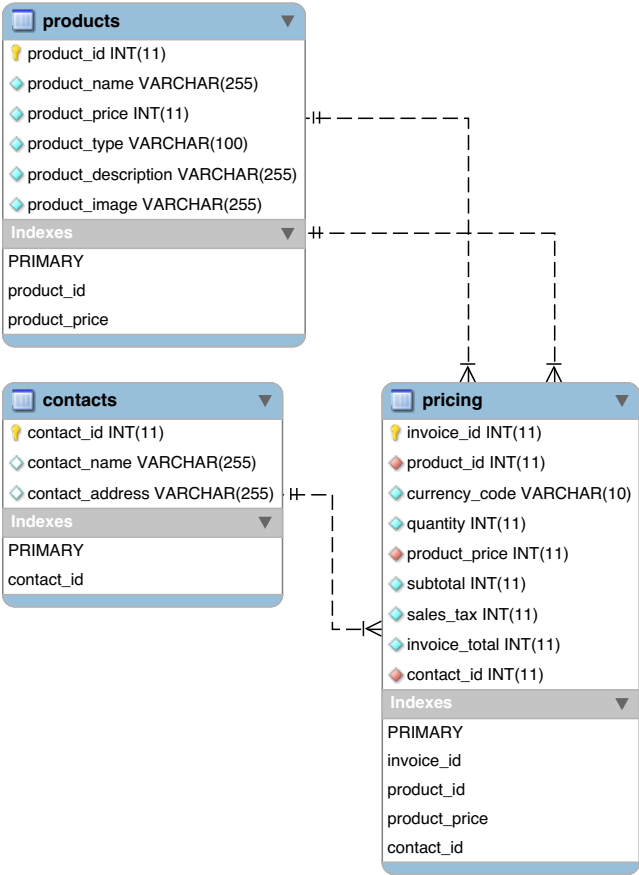 products
product_id INT(11)
product_name VARCHAR(255)
product_price INT(11)
product_type VARCHAR(100)
product_description VARCHAR(255)
product_image VARCHAR(255)
Indexes
PRIMARY
product_id
product_price
contacts
contact_id INT(11)
contact_name VARCHAR(255)
contact_address VARCHAR(255)
Indexes
PRIMARY
contact_id
pricing
invoice_id INT(11)
product_id INT(11)
currency_code VARCHAR(10)
quantity INT(11)
product_price INT(11)
subtotal INT(11)
sales_tax INT(11)
invoice_total INT(11)
contact_id INT(11)
Indexes
PRIMARY
invoice_id
product_id
product_price
contact_id